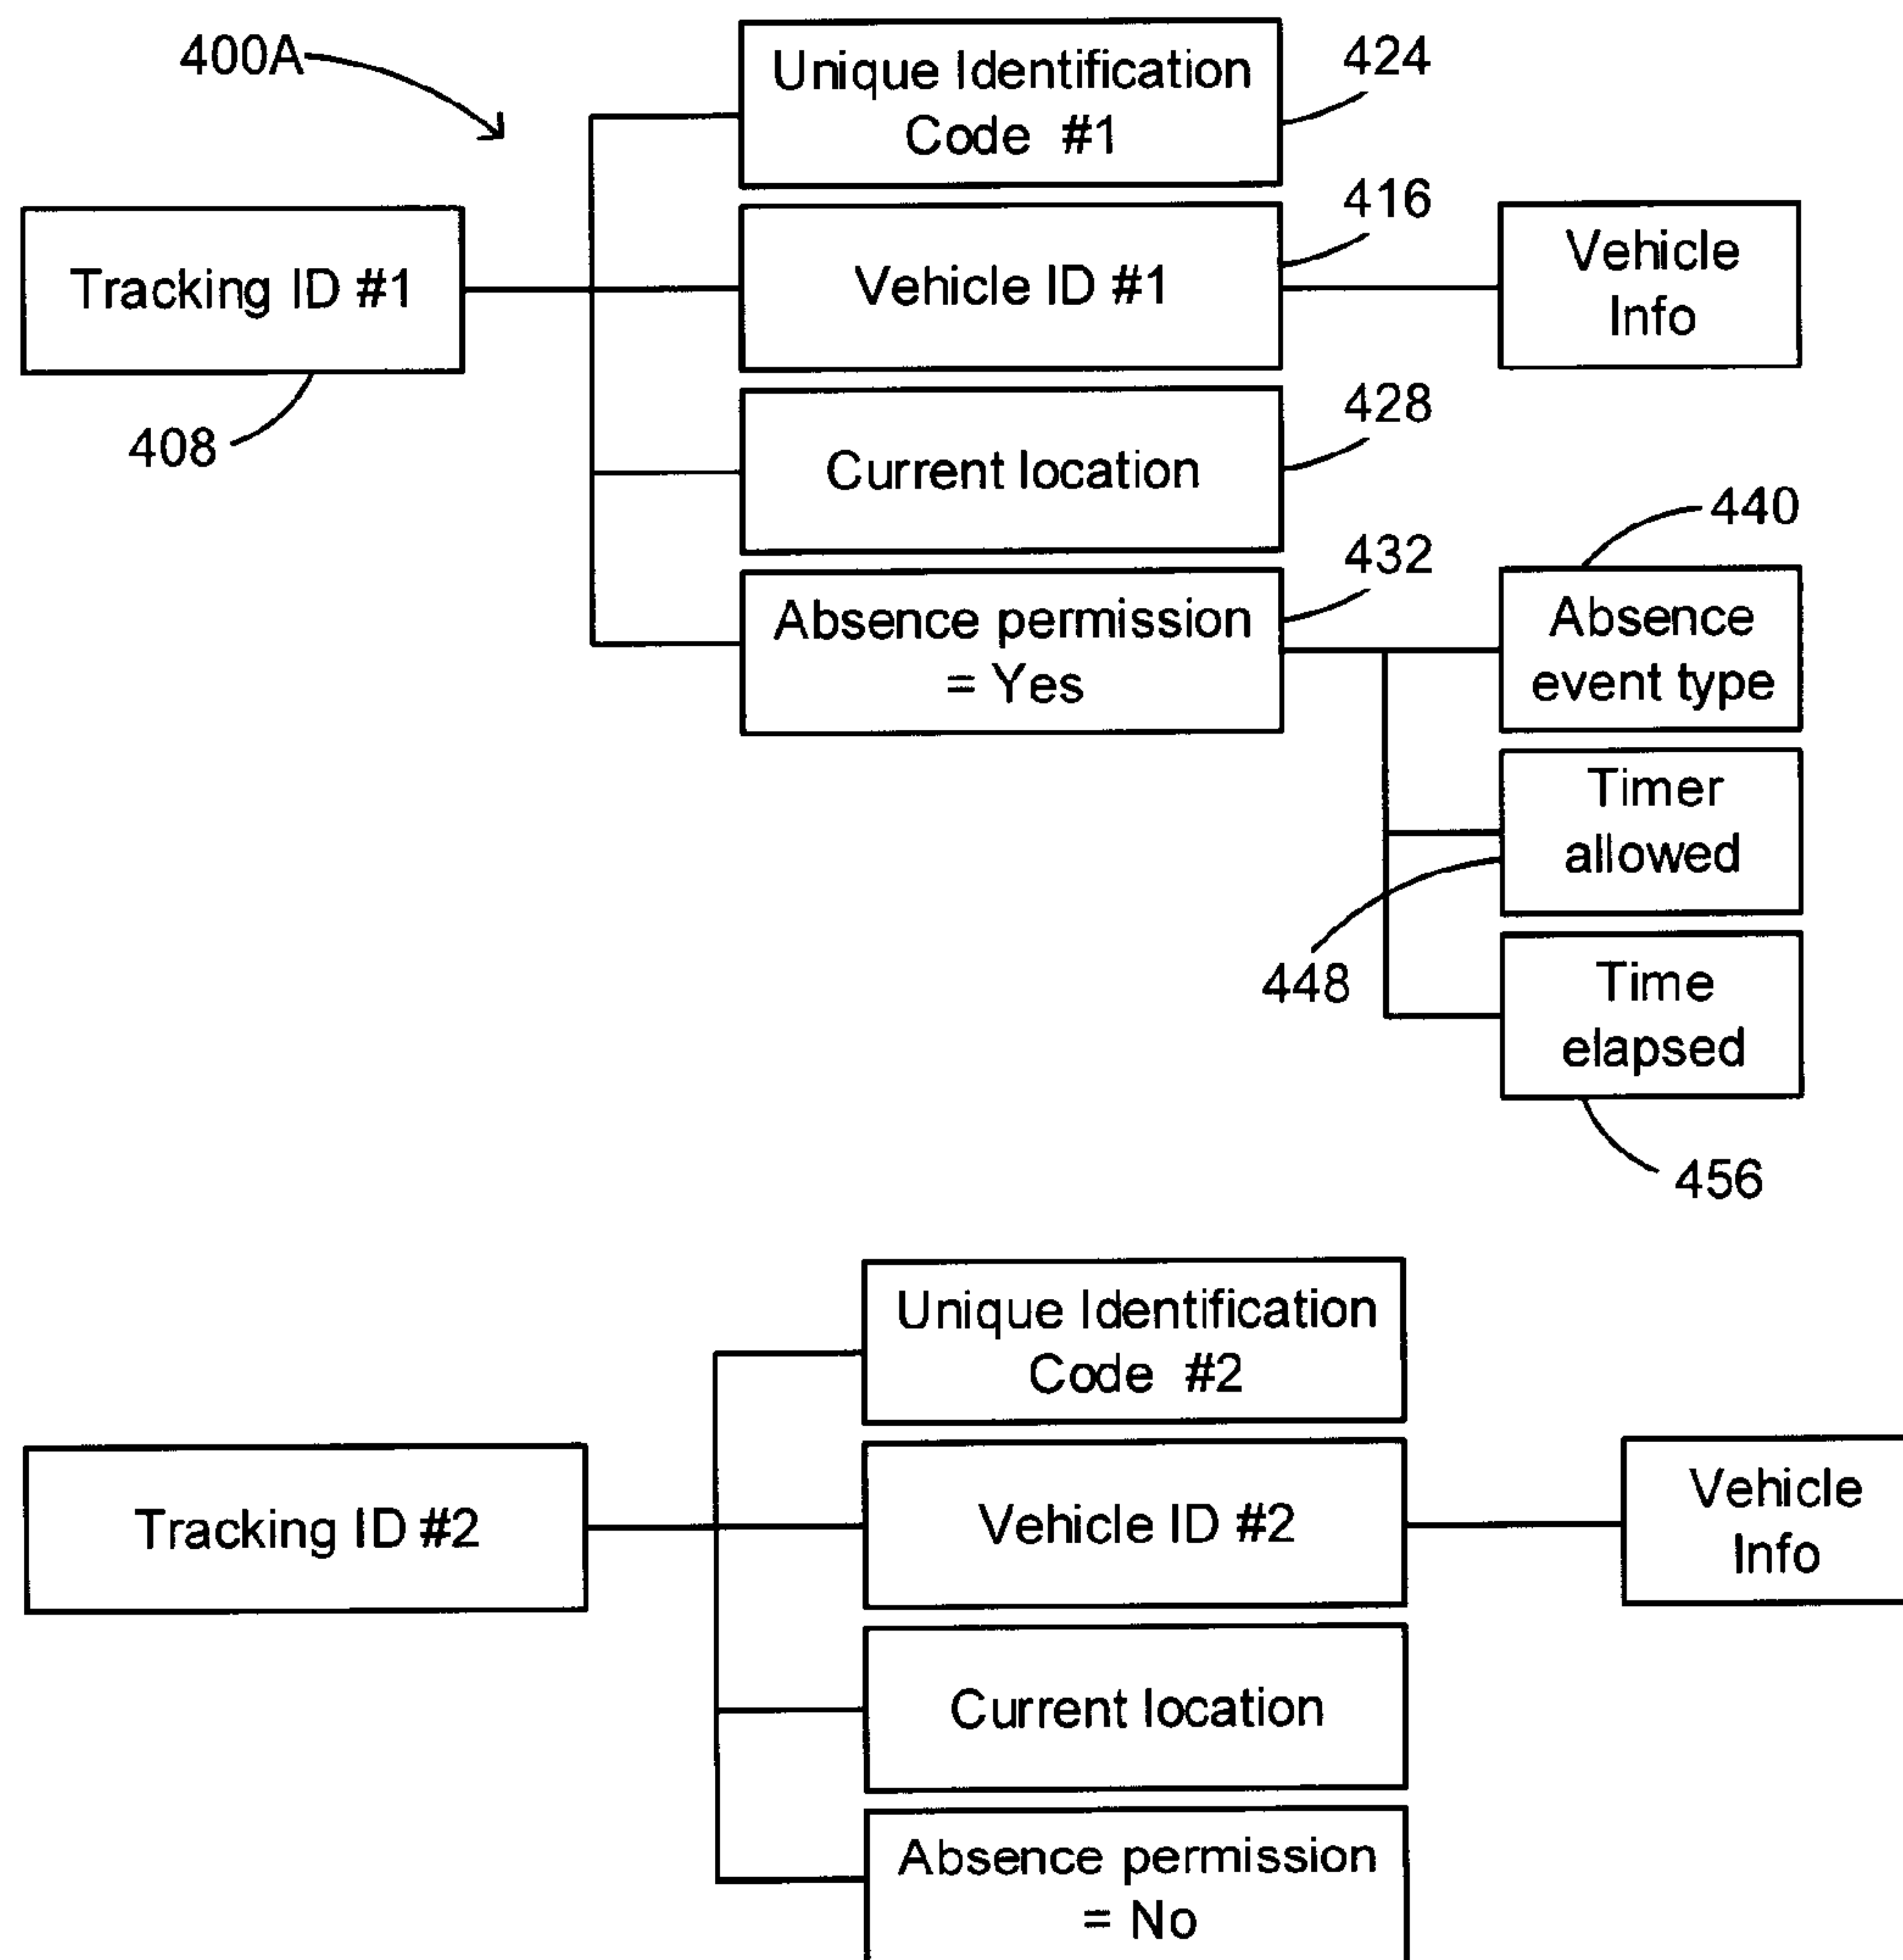 400A
Unique Identification
Code #1
424
Tracking ID #1
408
Vehicle ID #1
416
Vehicle
Info
Current location
428
Absence permission
= Yes
432
440
Absence
event type
Timer
allowed
448
Time
elapsed
456
Unique Identification
Code #2
Tracking ID #2
Vehicle ID #2
Vehicle
Info
Current location
Absence permission
= No